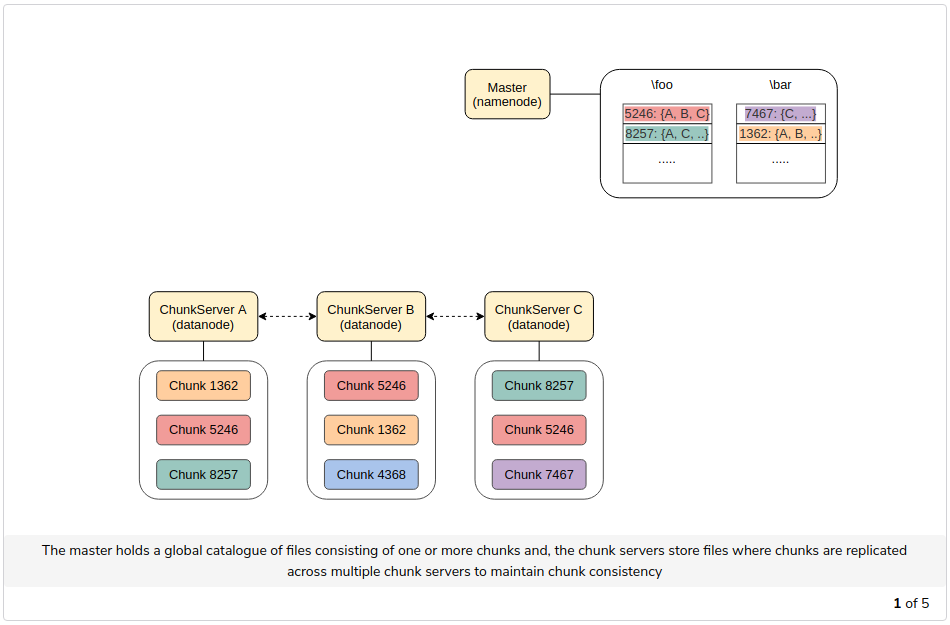 Master
(namenode)
\foo
\bar
5246: {A, B, C}
7467: {C, ...}
8257: {A, C, ..}
1362: {A, B, ..}
.....
.....
ChunkServer A
(datanode)
ChunkServer B
(datanode)
ChunkServer C
(datanode)
Chunk 1362
Chunk 5246
Chunk 8257
Chunk 5246
Chunk 1362
Chunk 4368
Chunk 8257
Chunk 5246
Chunk 7467
The master holds a global catalogue of files consisting of one or more chunks and, the chunk servers store files where chunks are replicated
across multiple chunk servers to maintain chunk consistency
1 of 5